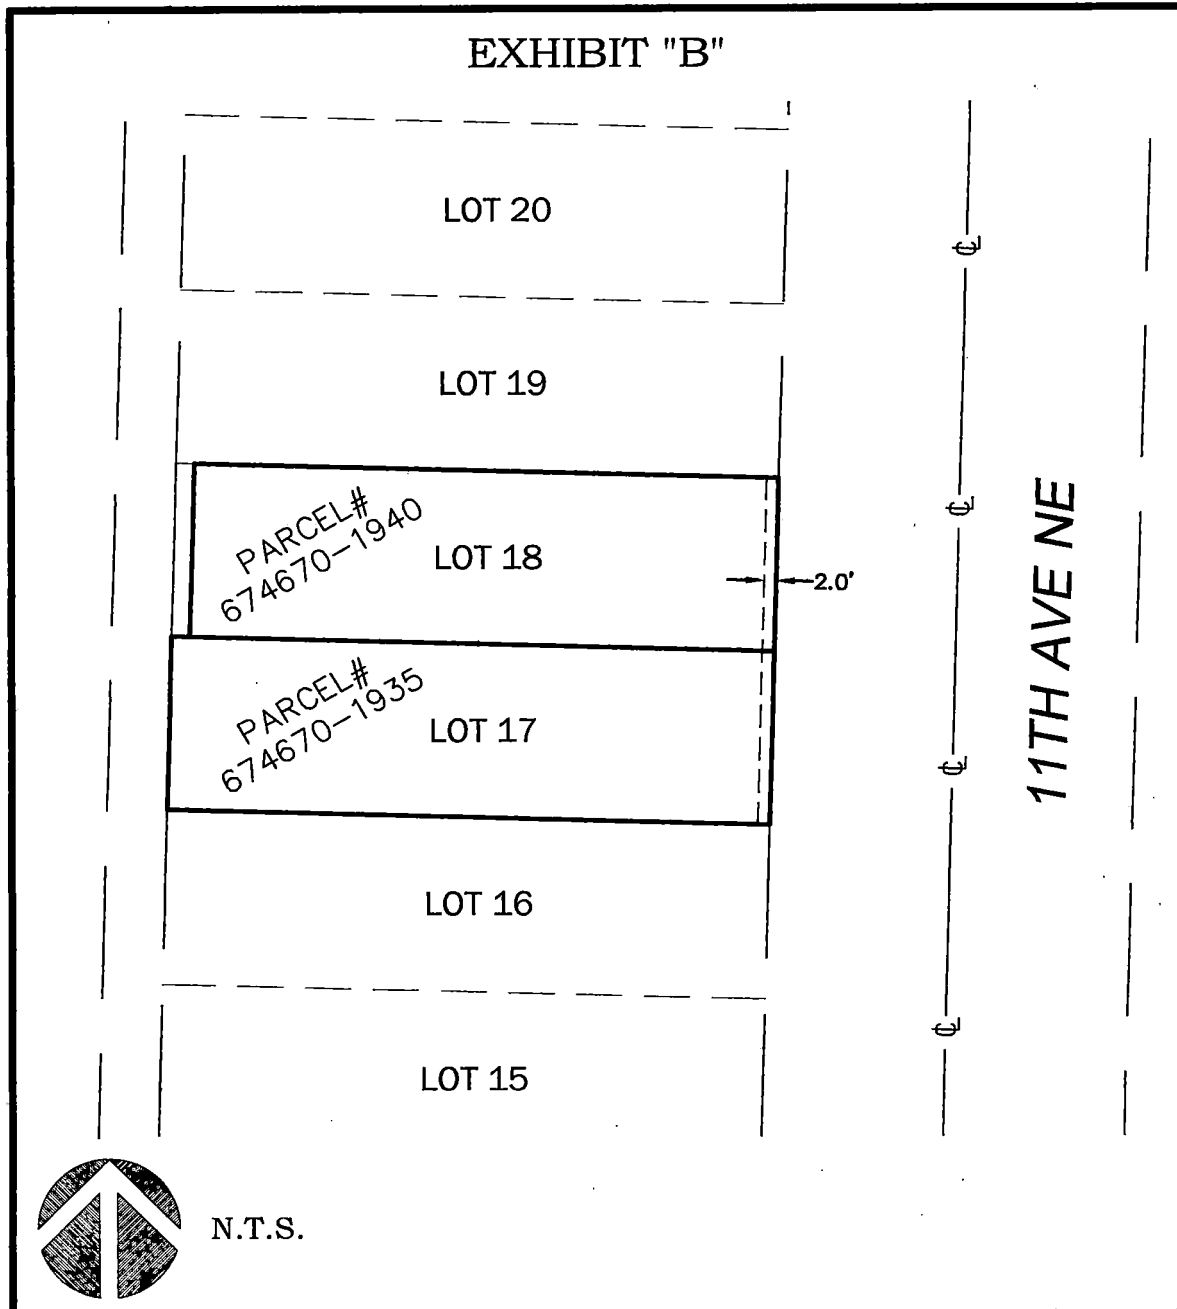 EXHIBIT "B"
LOT 20
LOT 19
PARCEL#
674670-1940
LOT 18
2.0'
PARCEL#
674670-1935
LOT 17
LOT 16
LOT 15
11TH AVE NE
℄
℄
℄
℄
N.T.S.